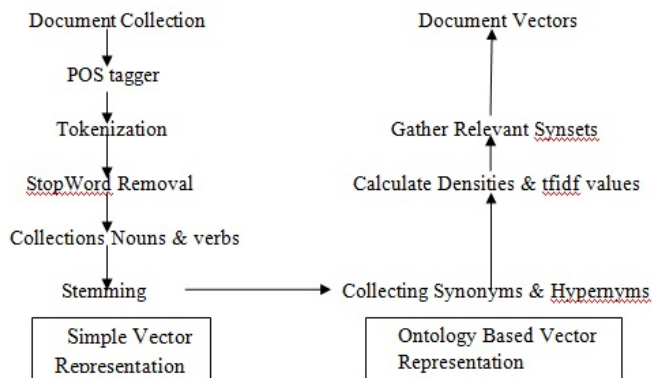 Document Collection
POS tagger
Tokenization
StopWord Removal
Collections Nouns & verbs
Stemming
Simple Vector
Representation
Document Vectors
Gather Relevant Synsets
Calculate Densities & tfidf values
Collecting Synonyms & Hypernyms
Ontology Based Vector
Representation